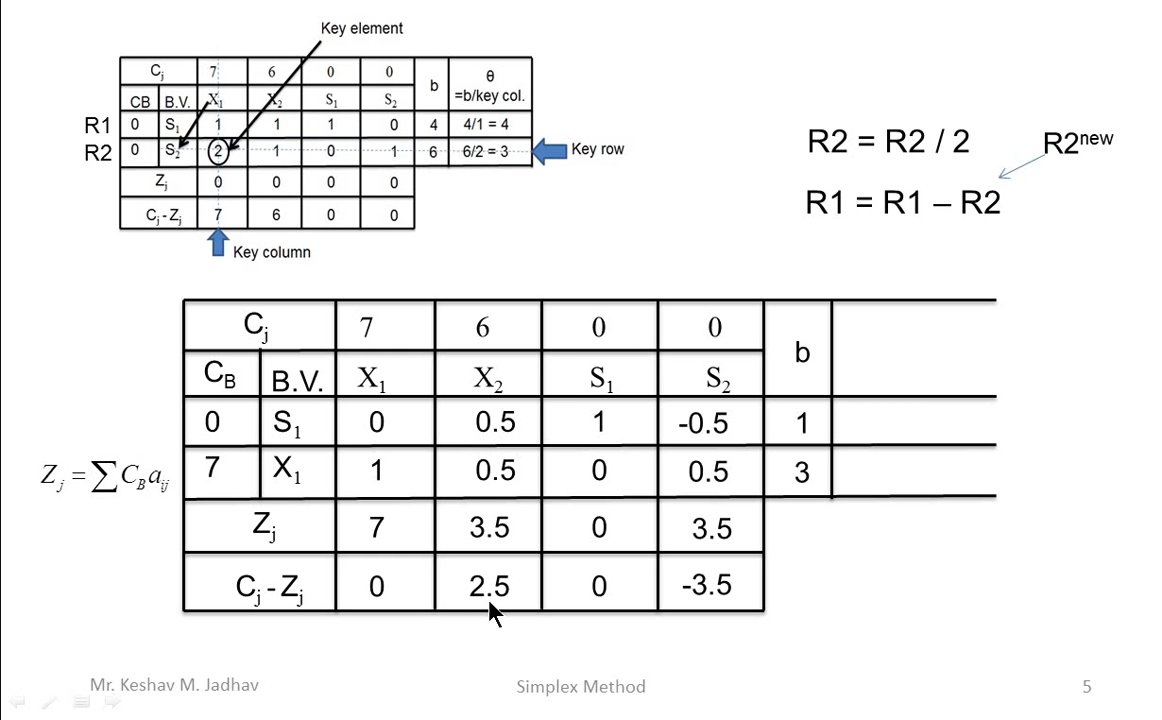 Key element
Cj 7 6 0 0 b θ =b/key col.
CB B.V. X1 X2 S1 S2
R1 0 S1 1 1 1 0 4 4/1 = 4
R2 0 S2 2 1 0 1 6 6/2 = 3 Key row
Zj 0 0 0 0
Cj - Zj 7 6 0 0
Key column
R2 = R2 / 2 R2new
R1 = R1 – R2
Cj 7 6 0 0 b
CB B.V. X1 X2 S1 S2
0 S1 0 0.5 1 -0.5 1
7 X1 1 0.5 0 0.5 3
Zj = ∑ CB aij
Zj 7 3.5 0 3.5
Cj - Zj 0 2.5 0 -3.5
Mr. Keshav M. Jadhav Simplex Method 5